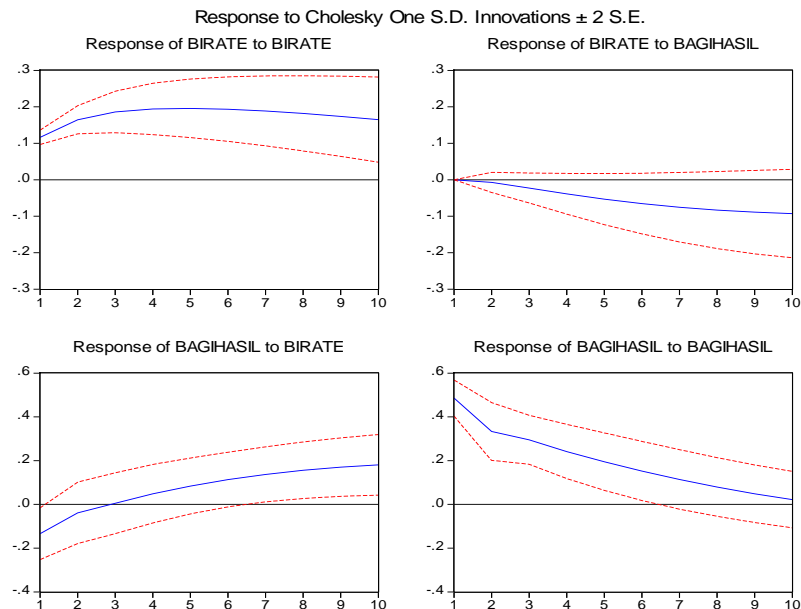 Response to Cholesky One S.D. Innovations ± 2 S.E.
Response of BIRATE to BIRATE
.3
.2
.1
.0
-.1
-.2
-.3
1 2 3 4 5 6 7 8 9 10
Response of BIRATE to BAGIHASIL
.3
.2
.1
.0
-.1
-.2
-.3
1 2 3 4 5 6 7 8 9 10
Response of BAGIHASIL to BIRATE
.6
.4
.2
.0
-.2
-.4
1 2 3 4 5 6 7 8 9 10
Response of BAGIHASIL to BAGIHASIL
.6
.4
.2
.0
-.2
-.4
1 2 3 4 5 6 7 8 9 10